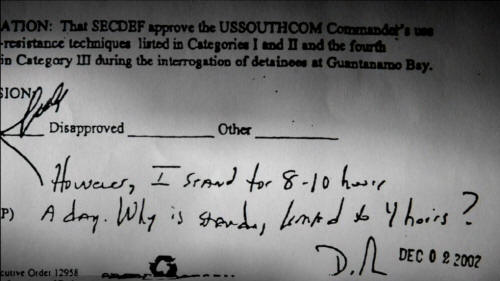 ATION: That SECDEF approve the USSOUTHCOM Commander's use
-resistance techniques listed in Categories I and II and the fourth
in Category III during the interrogation of detainees at Guantanamo Bay.
SION:
Disapproved Other
However, I stand for 8-10 hours
P) A day. Why is standing limited to 4 hours?
D.R. DEC 02 2002
cutive Order 12958